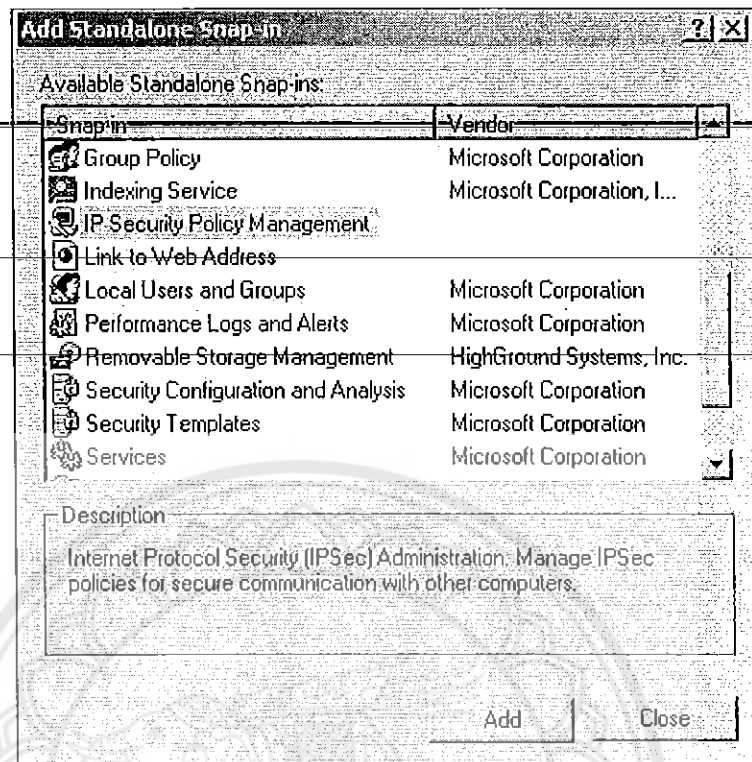 Add Standalone Snap-in
Available Standalone Snap-ins:
Snap-in Vendor
Group Policy Microsoft Corporation
Indexing Service Microsoft Corporation, I...
IP Security Policy Management
Link to Web Address
Local Users and Groups Microsoft Corporation
Performance Logs and Alerts Microsoft Corporation
Removable Storage Management HighGround Systems, Inc.
Security Configuration and Analysis Microsoft Corporation
Security Templates Microsoft Corporation
Services Microsoft Corporation
Description
Internet Protocol Security (IPSec) Administration. Manage IPSec
policies for secure communication with other computers.
Add Close